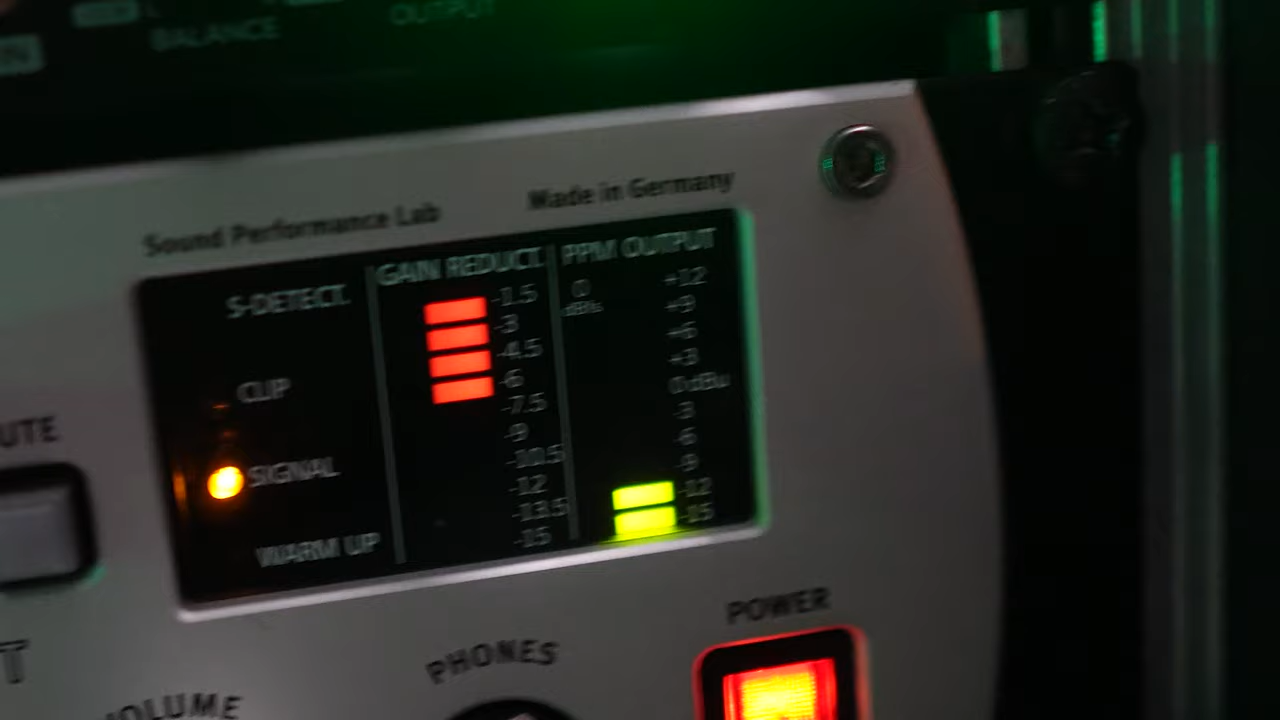 BALANCE
OUTPUT
Sound Performance Lab
Made in Germany
S-DETECT.
CLIP
SIGNAL
WARM UP
GAIN REDUCT.
-1.5
-3
-4.5
-6
-7.5
-9
-10.5
-12
-13.5
-15
PPM OUTPUT
0
dBfs
+12
+9
+6
+3
0 dBu
-3
-6
-9
-12
-15
UTE
T
VOLUME
PHONES
POWER